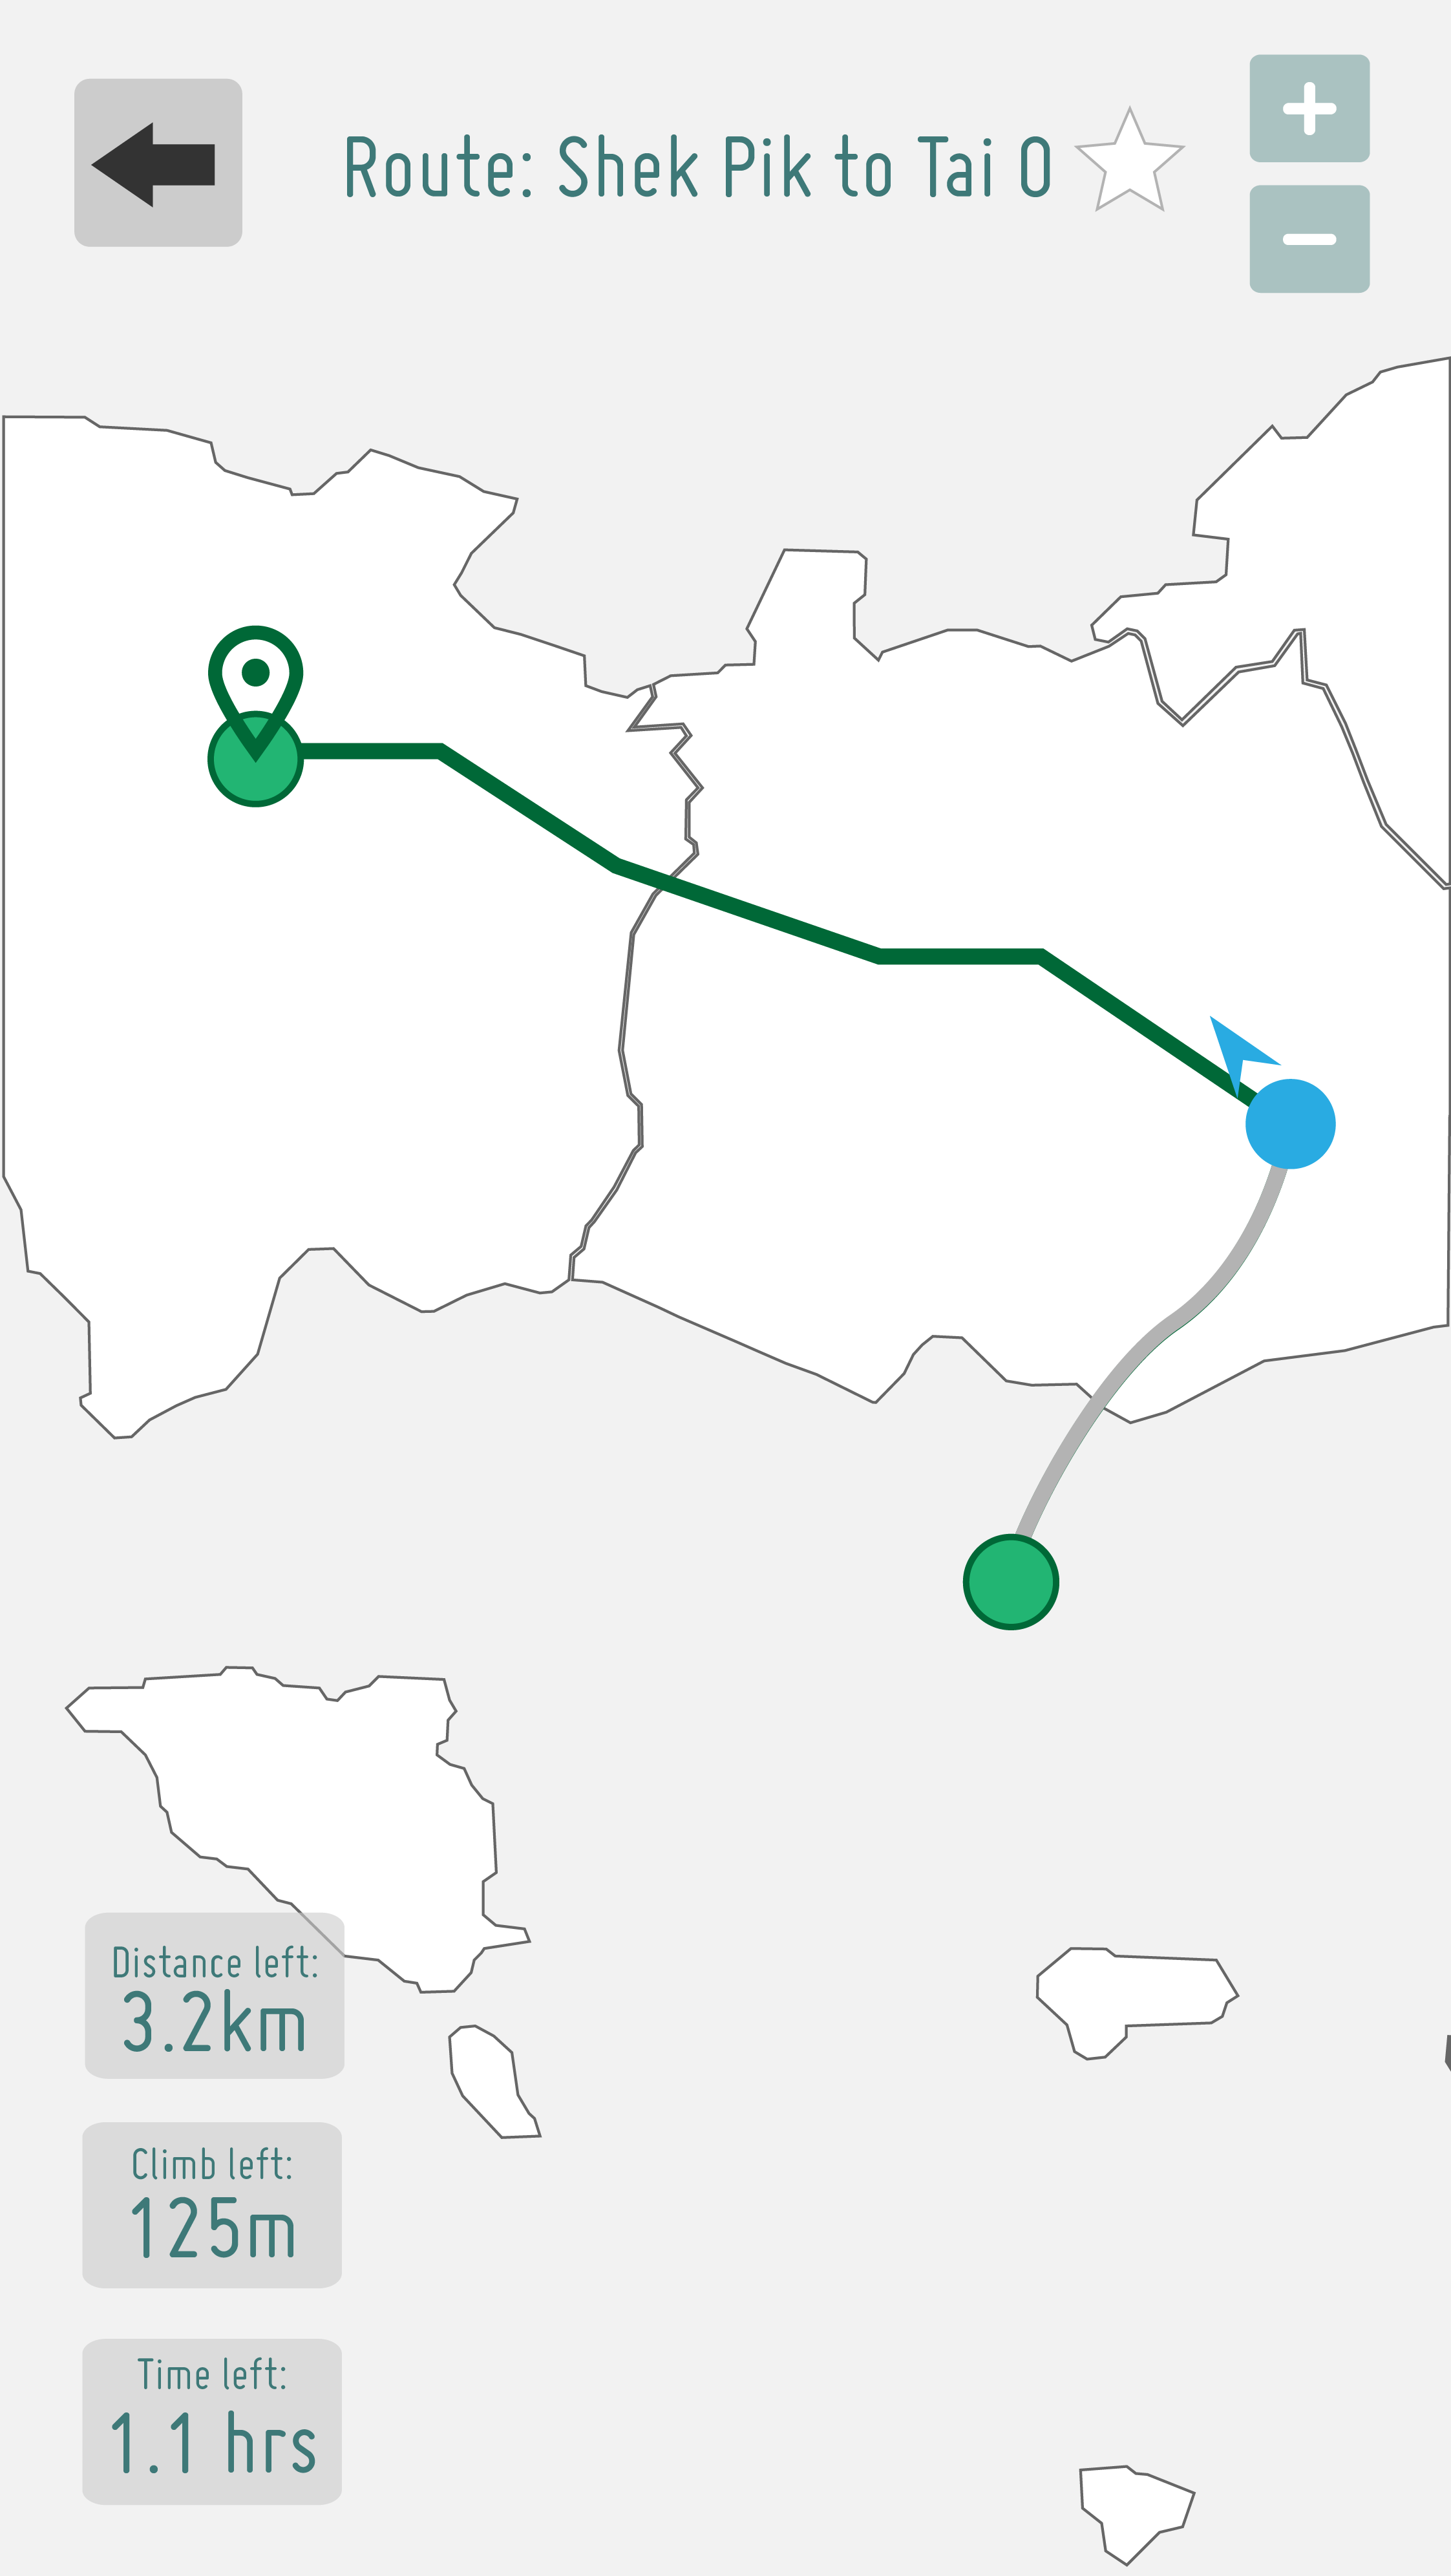 Route: Shek Pik to Tai O
Distance left:
3.2km
Climb left:
125m
Time left:
1.1 hrs